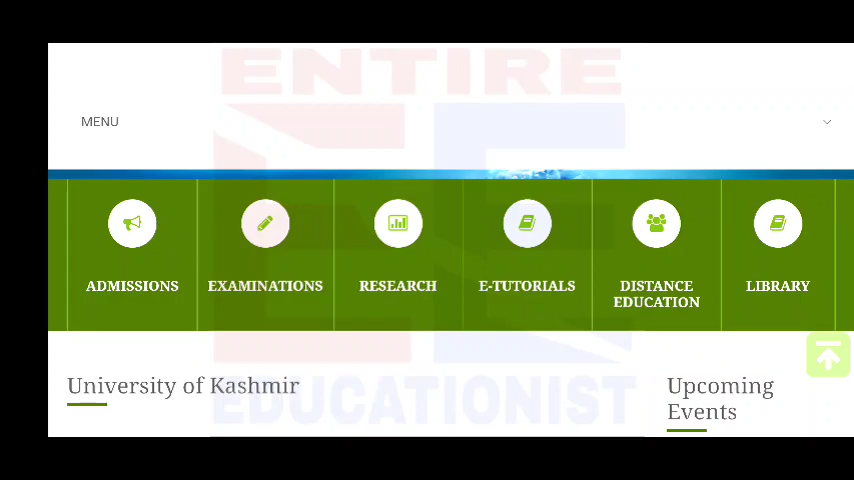 ENTIRE
MENU
ADMISSIONS
EXAMINATIONS
RESEARCH
E-TUTORIALS
DISTANCE
EDUCATION
LIBRARY
University of Kashmir
Upcoming
Events
EDUCATIONIST